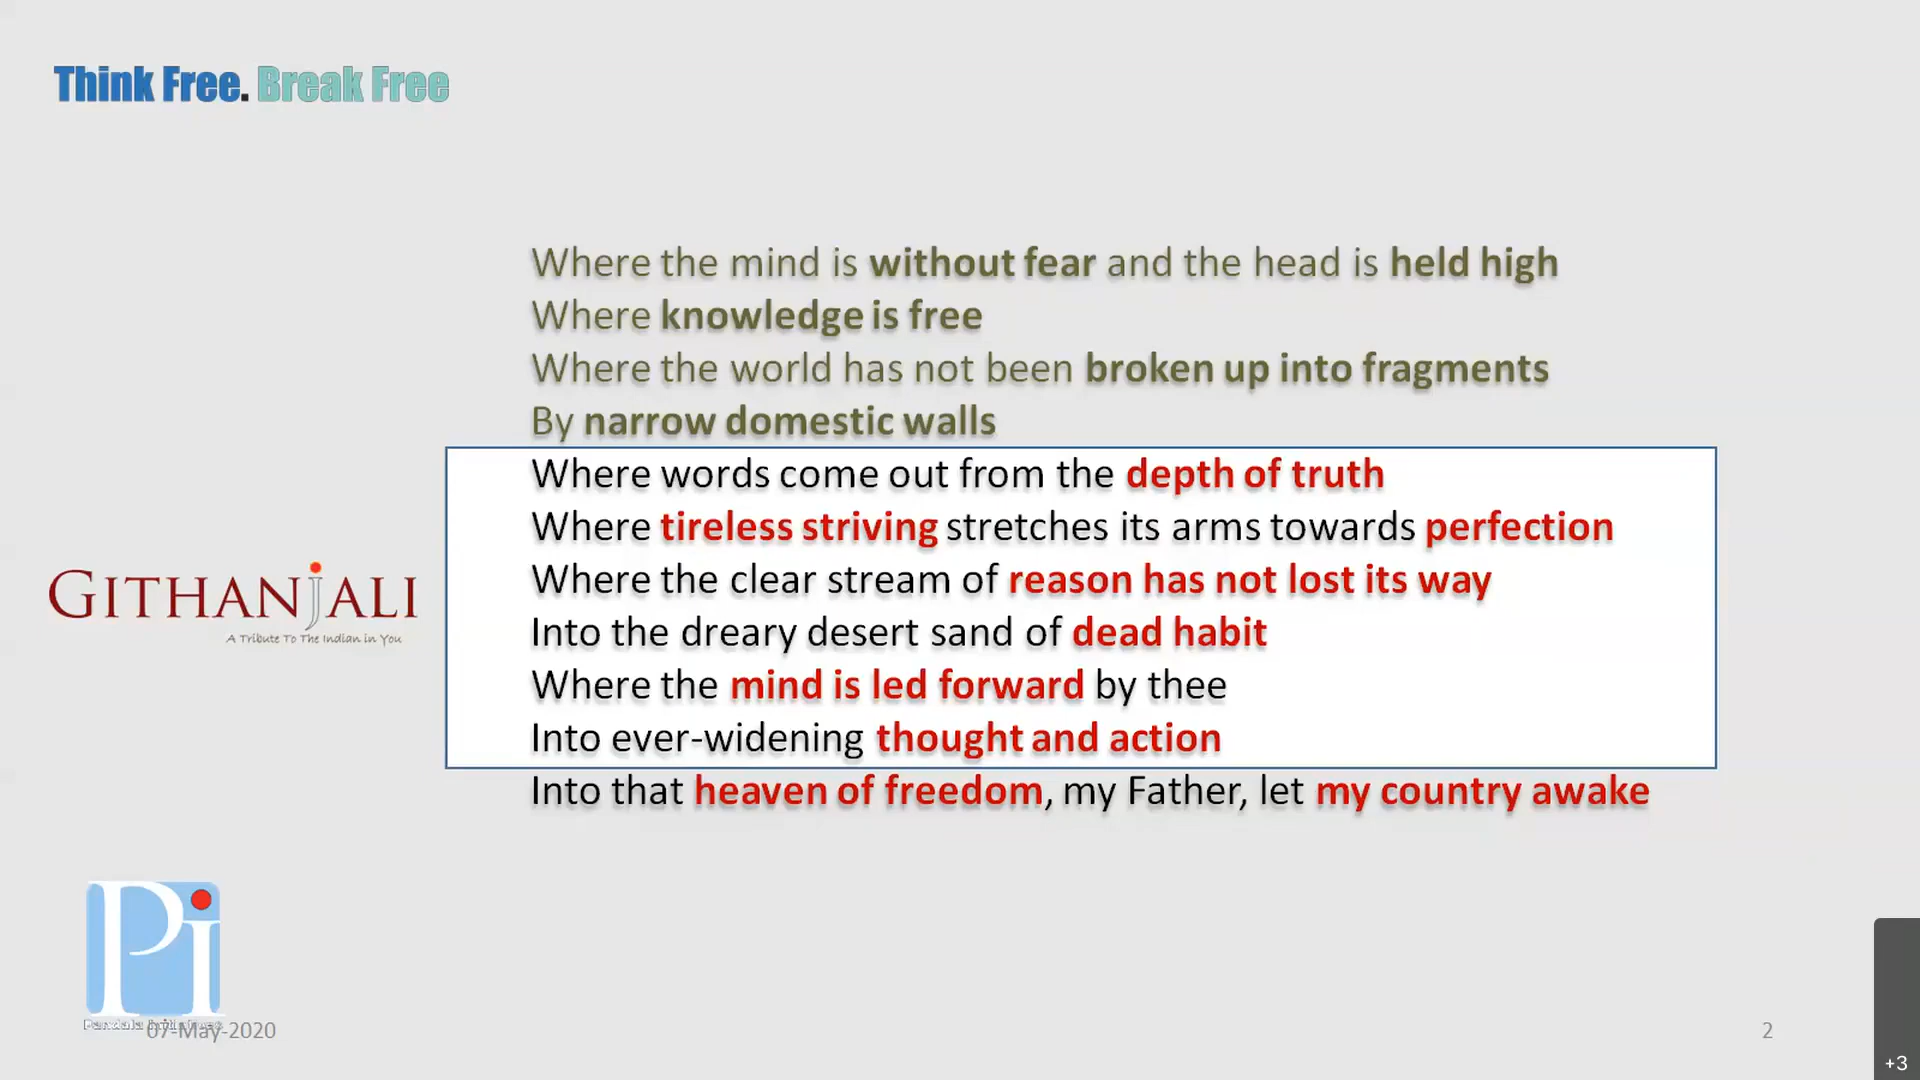 Think Free. Break Free
Where the mind is without fear and the head is held high
Where knowledge is free
Where the world has not been broken up into fragments
By narrow domestic walls
Where words come out from the depth of truth
Where tireless striving stretches its arms towards perfection
Where the clear stream of reason has not lost its way
Into the dreary desert sand of dead habit
Where the mind is led forward by thee
Into ever-widening thought and action
Into that heaven of freedom, my Father, let my country awake
GITHANJALI
A Tribute To The Indian in You
Pi
07-May-2020
2
+3